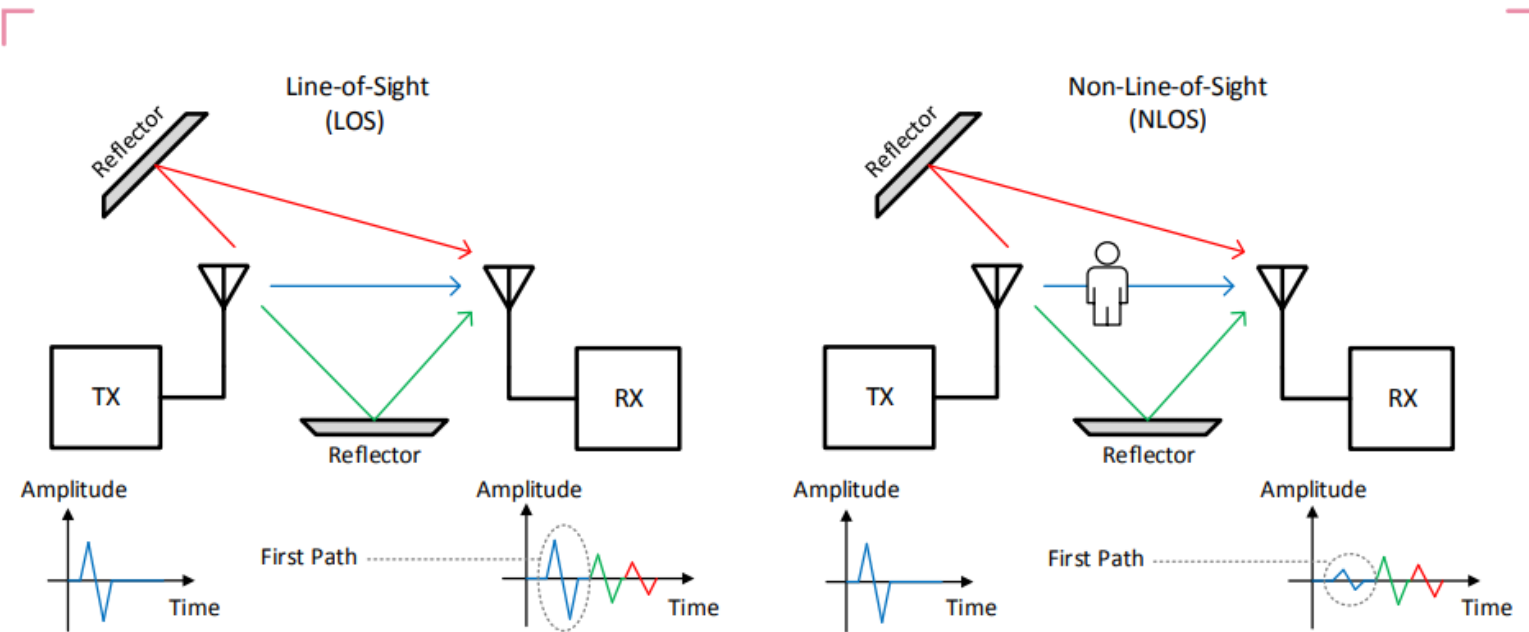 Line-of-Sight
(LOS)
Reflector
TX
RX
Reflector
Amplitude
Time
First Path
Amplitude
Time
Non-Line-of-Sight
(NLOS)
Reflector
TX
RX
Reflector
Amplitude
Time
First Path
Amplitude
Time